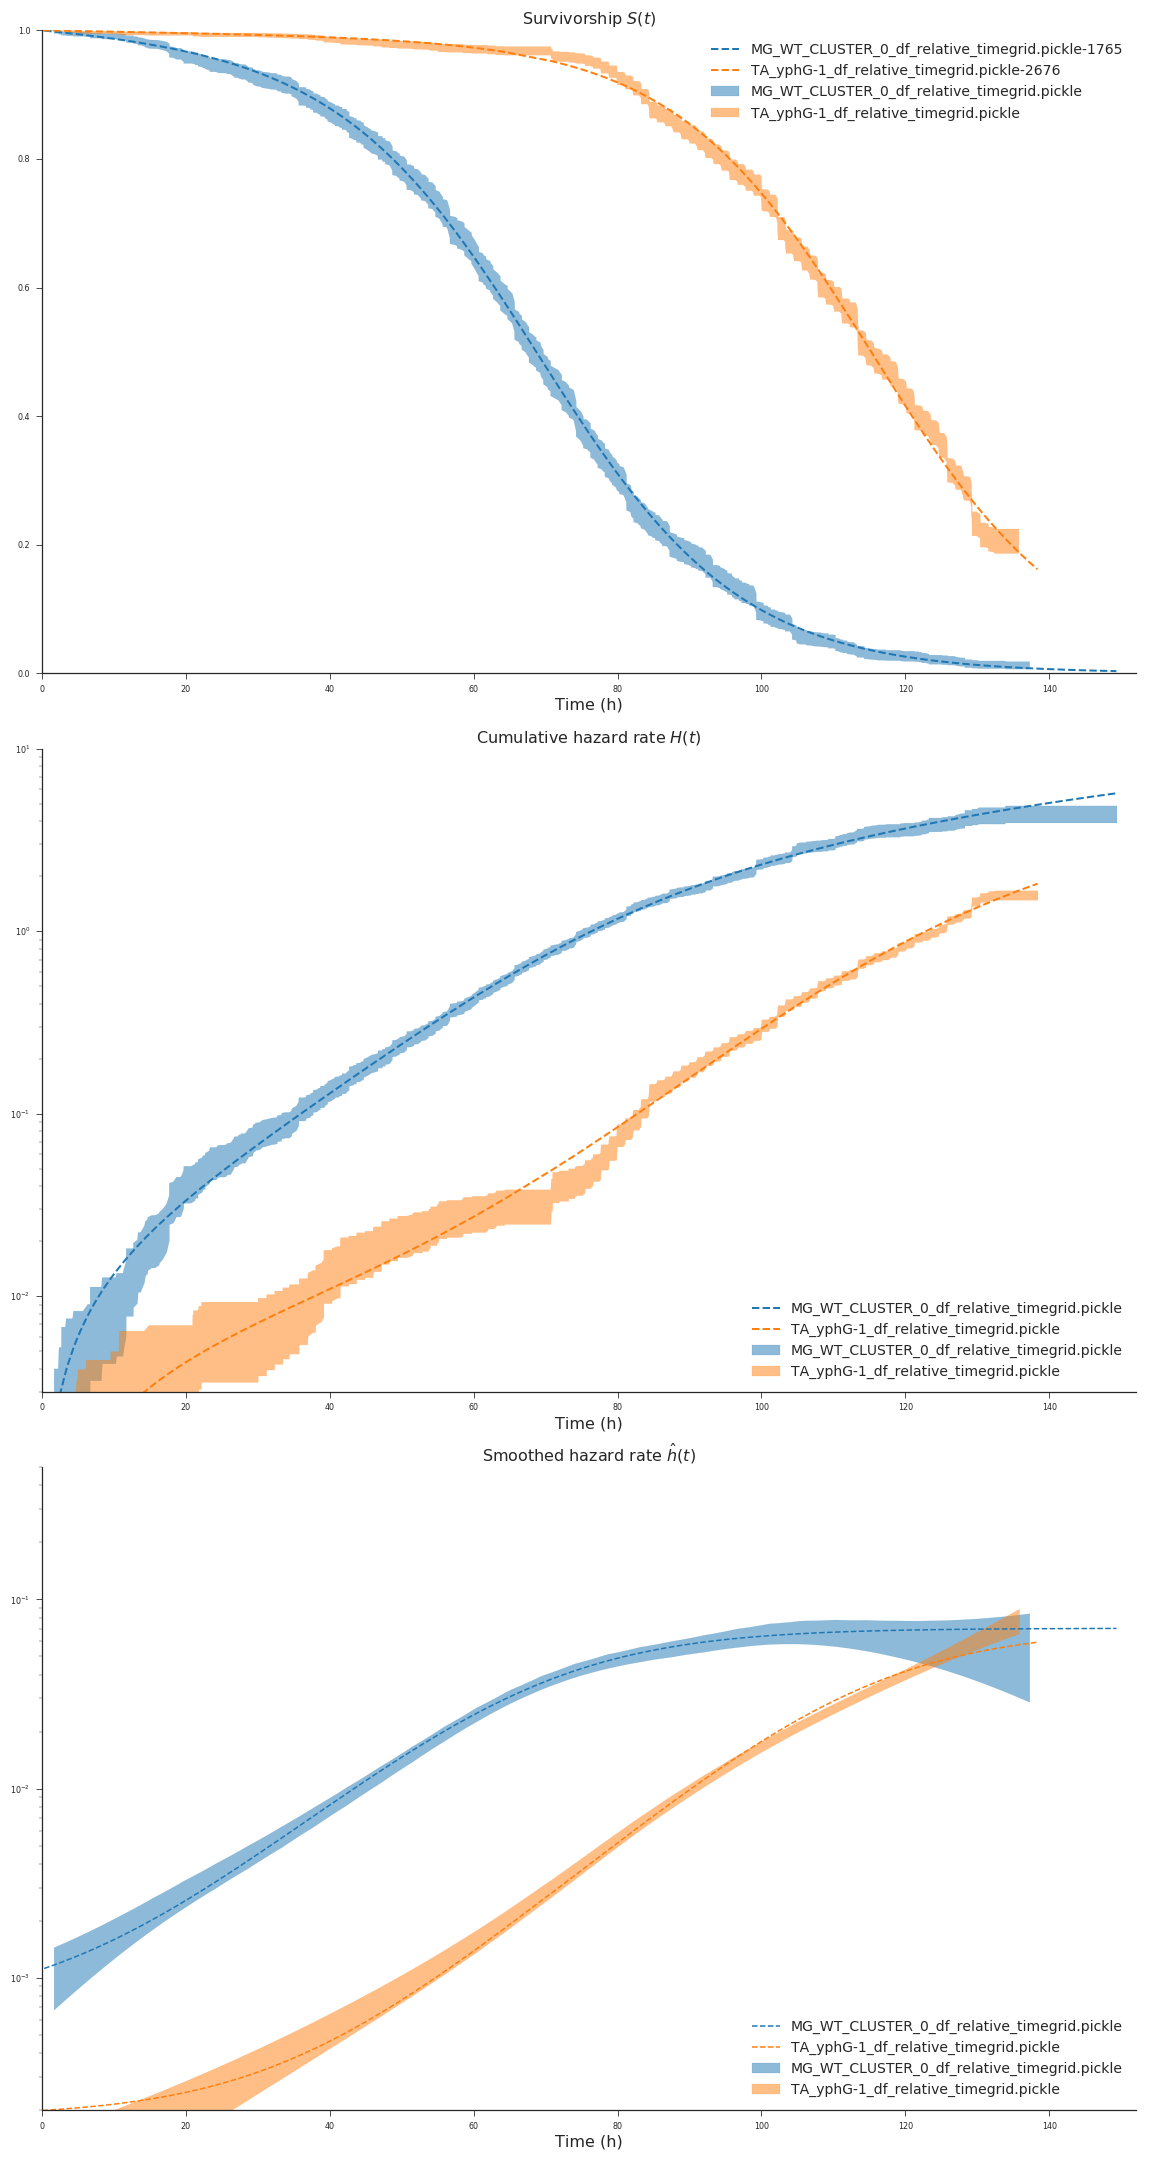 Survivorship S(t)
1.0
0.8
0.6
0.4
0.2
0.0
MG_WT_CLUSTER_0_df_relative_timegrid.pickle-1765
TA_yphG-1_df_relative_timegrid.pickle-2676
MG_WT_CLUSTER_0_df_relative_timegrid.pickle
TA_yphG-1_df_relative_timegrid.pickle
0 20 40 60 80 100 120 140
Time (h)
Cumulative hazard rate H(t)
10¹
10⁰
10⁻¹
10⁻²
MG_WT_CLUSTER_0_df_relative_timegrid.pickle
TA_yphG-1_df_relative_timegrid.pickle
MG_WT_CLUSTER_0_df_relative_timegrid.pickle
TA_yphG-1_df_relative_timegrid.pickle
0 20 40 60 80 100 120 140
Time (h)
Smoothed hazard rate ĥ(t)
10⁻¹
10⁻²
10⁻³
MG_WT_CLUSTER_0_df_relative_timegrid.pickle
TA_yphG-1_df_relative_timegrid.pickle
MG_WT_CLUSTER_0_df_relative_timegrid.pickle
TA_yphG-1_df_relative_timegrid.pickle
0 20 40 60 80 100 120 140
Time (h)